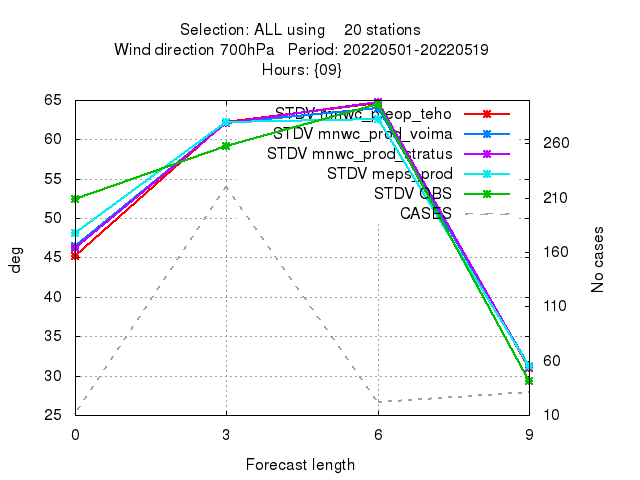 Selection: ALL using 20 stations
Wind direction 700hPa Period: 20220501-20220519
Hours: {09}
STDV mnwc_preop_teho
STDV mnwc_prod_voima
STDV mnwc_prod_stratus
STDV meps_prod
STDV OBS
CASES
65
60
55
50
45
40
35
30
25
260
210
160
110
60
10
deg
No cases
0 3 6 9
Forecast length